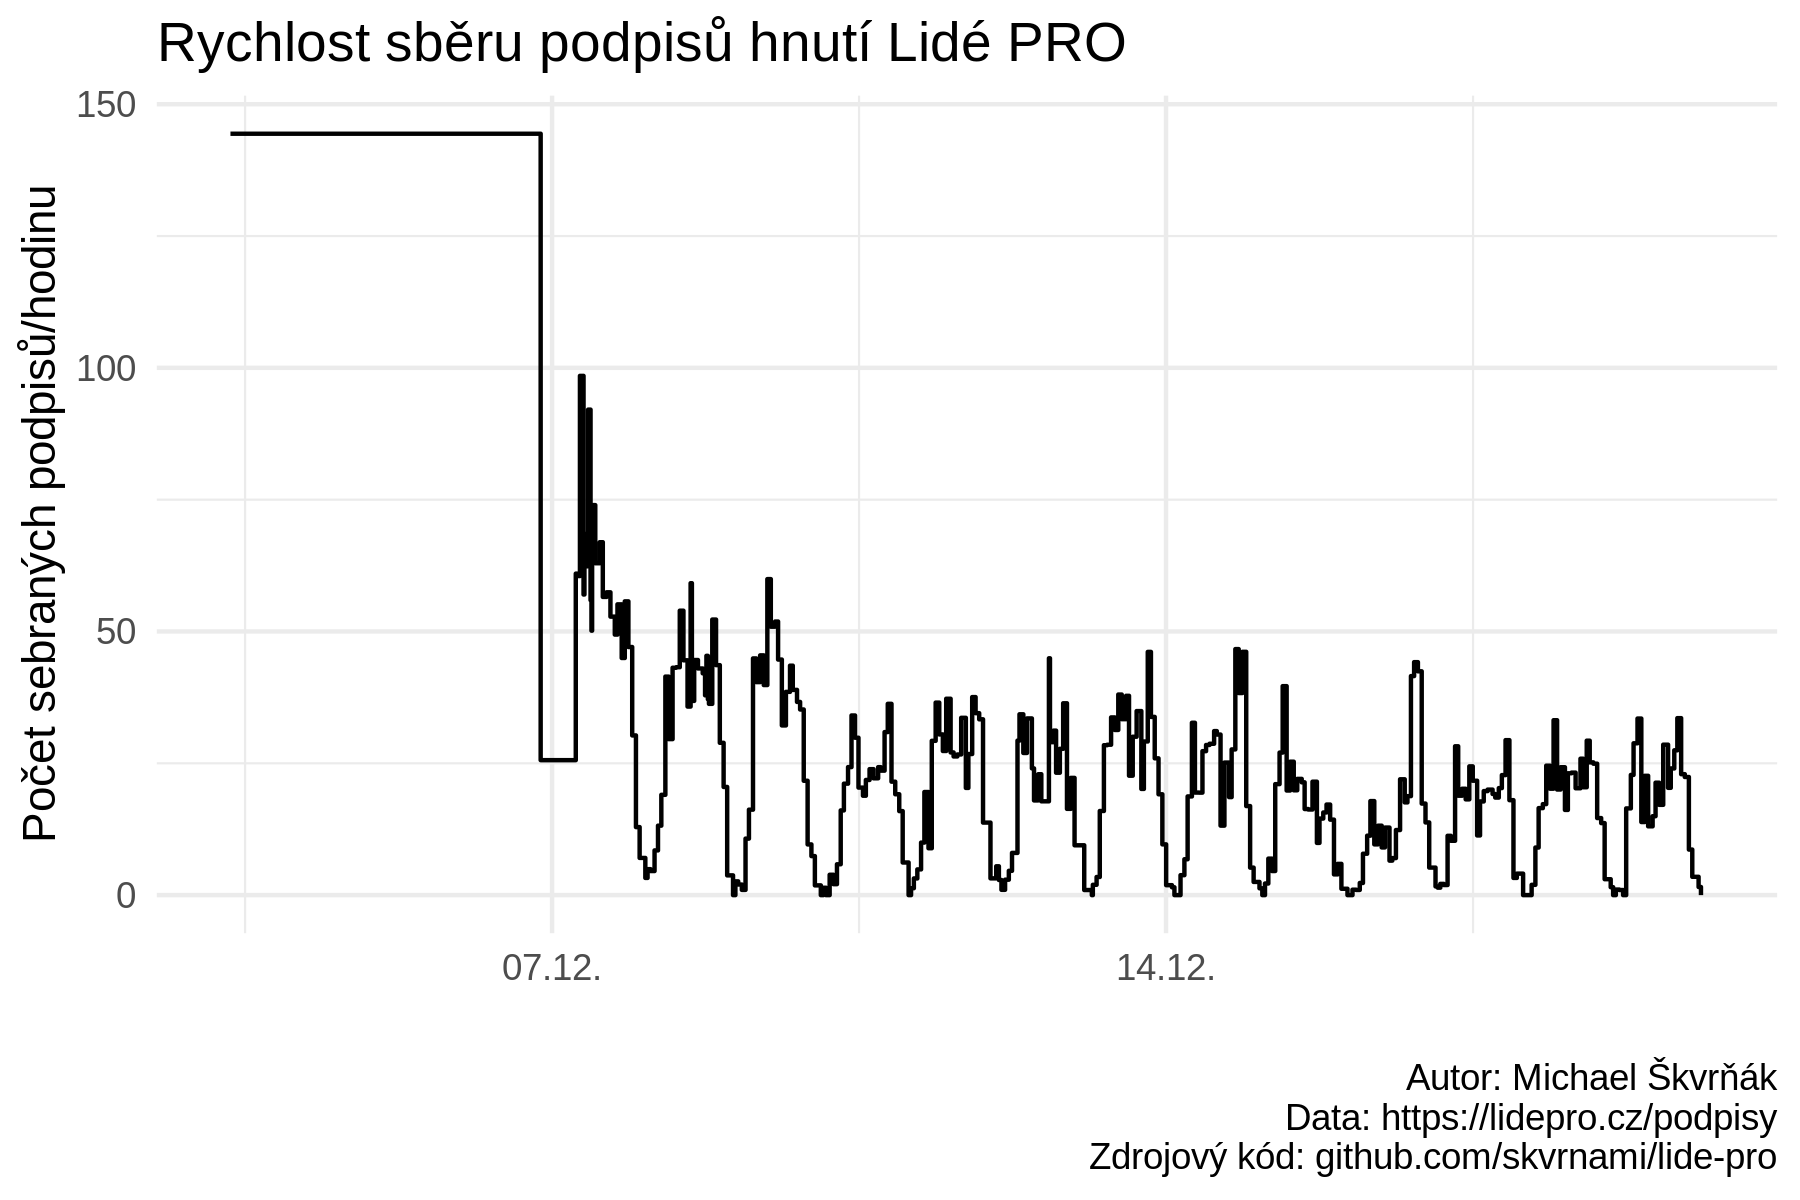 Rychlost sběru podpisů hnutí Lidé PRO
Počet sebraných podpisů/hodinu
150
100
50
0
07.12.
14.12.
Autor: Michael Škvrňák
Data: https://lidepro.cz/podpisy
Zdrojový kód: github.com/skvrnami/lide-pro